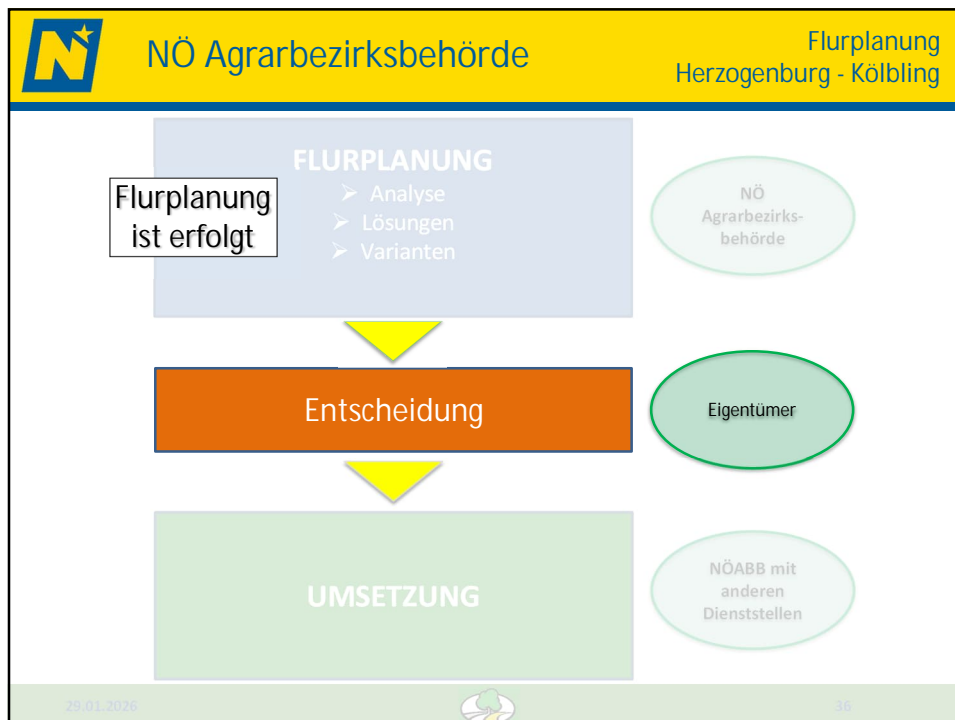 NÖ Agrarbezirksbehörde
Flurplanung
Herzogenburg - Kölbling
FLURPLANUNG
➢ Analyse
➢ Lösungen
➢ Varianten
Flurplanung
ist erfolgt
NÖ
Agrarbezirks-
behörde
Entscheidung
Eigentümer
UMSETZUNG
NÖABB mit
anderen
Dienststellen
29.01.2026
36